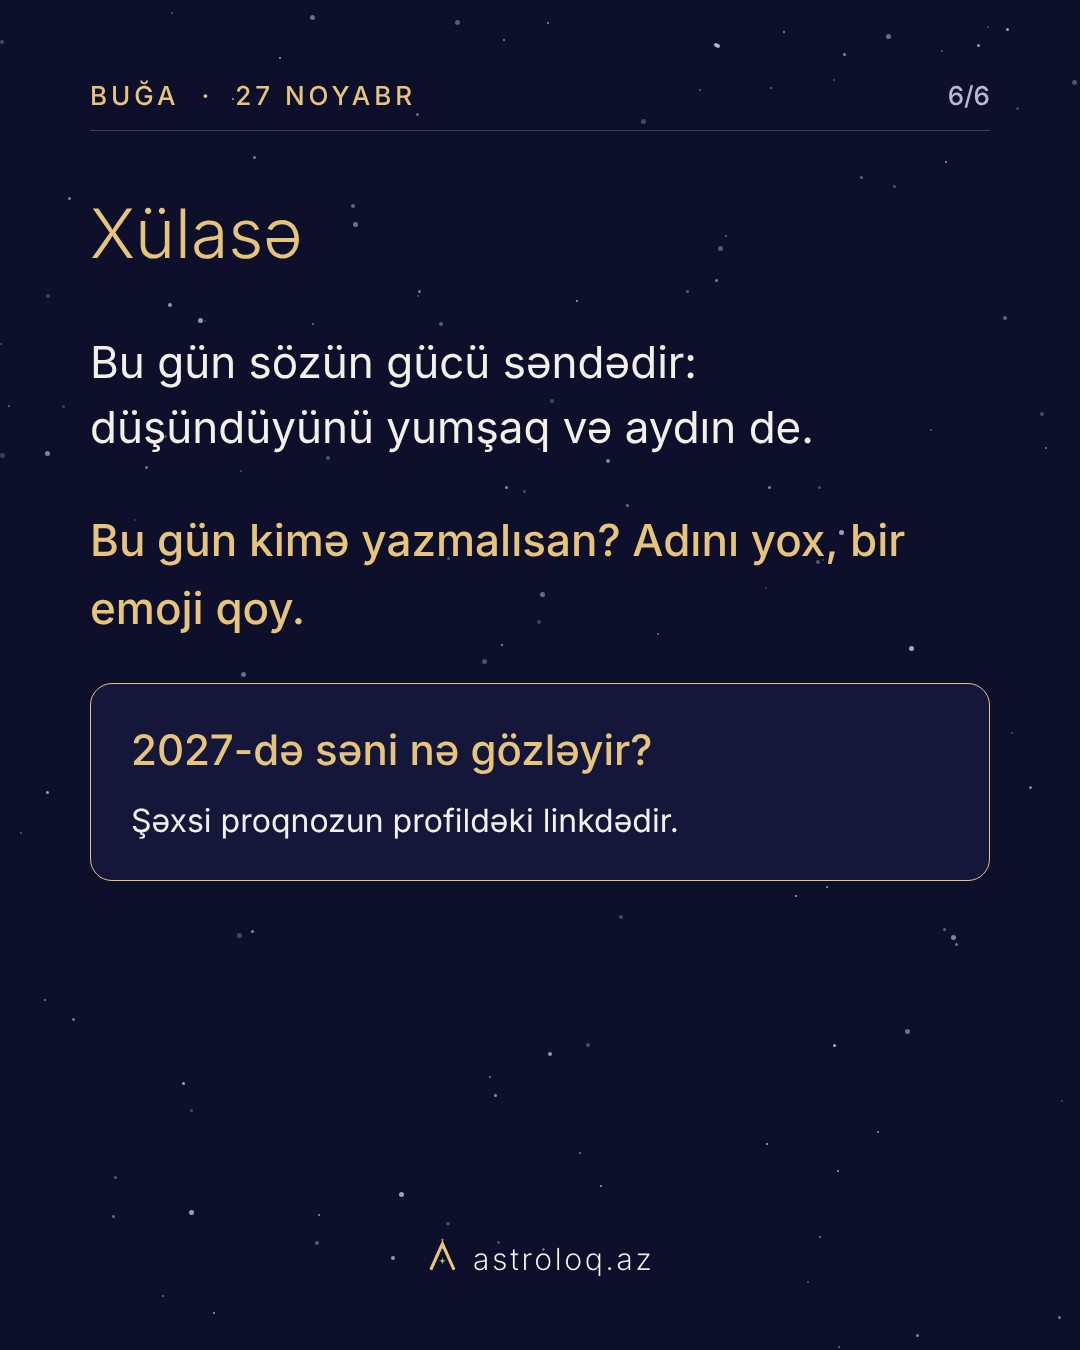 BUĞA · 27 NOYABR
6/6
Xülasə
Bu gün sözün gücü səndədir:
düşündüyünü yumşaq və aydın de.
Bu gün kimə yazmalısan? Adını yox, bir
emoji qoy.
2027-də səni nə gözləyir?
Şəxsi proqnozun profildəki linkdədir.
astroloq.az